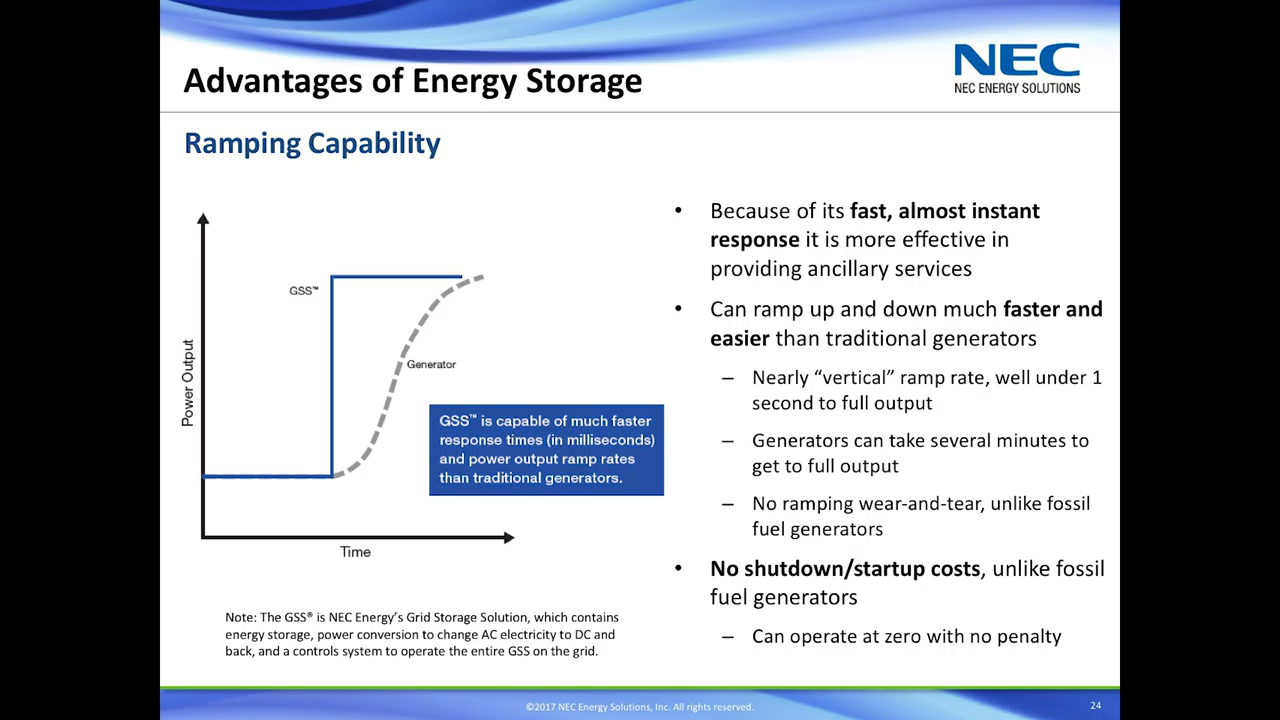 Advantages of Energy Storage
NEC
NEC ENERGY SOLUTIONS
Ramping Capability
Power Output
GSS™
Generator
GSS™ is capable of much faster
response times (in milliseconds)
and power output ramp rates
than traditional generators.
Time
Note: The GSS® is NEC Energy’s Grid Storage Solution, which contains
energy storage, power conversion to change AC electricity to DC and
back, and a controls system to operate the entire GSS on the grid.
• Because of its fast, almost instant
response it is more effective in
providing ancillary services
• Can ramp up and down much faster and
easier than traditional generators
– Nearly “vertical” ramp rate, well under 1
second to full output
– Generators can take several minutes to
get to full output
– No ramping wear-and-tear, unlike fossil
fuel generators
• No shutdown/startup costs, unlike fossil
fuel generators
– Can operate at zero with no penalty
©2017 NEC Energy Solutions, Inc. All rights reserved.
24